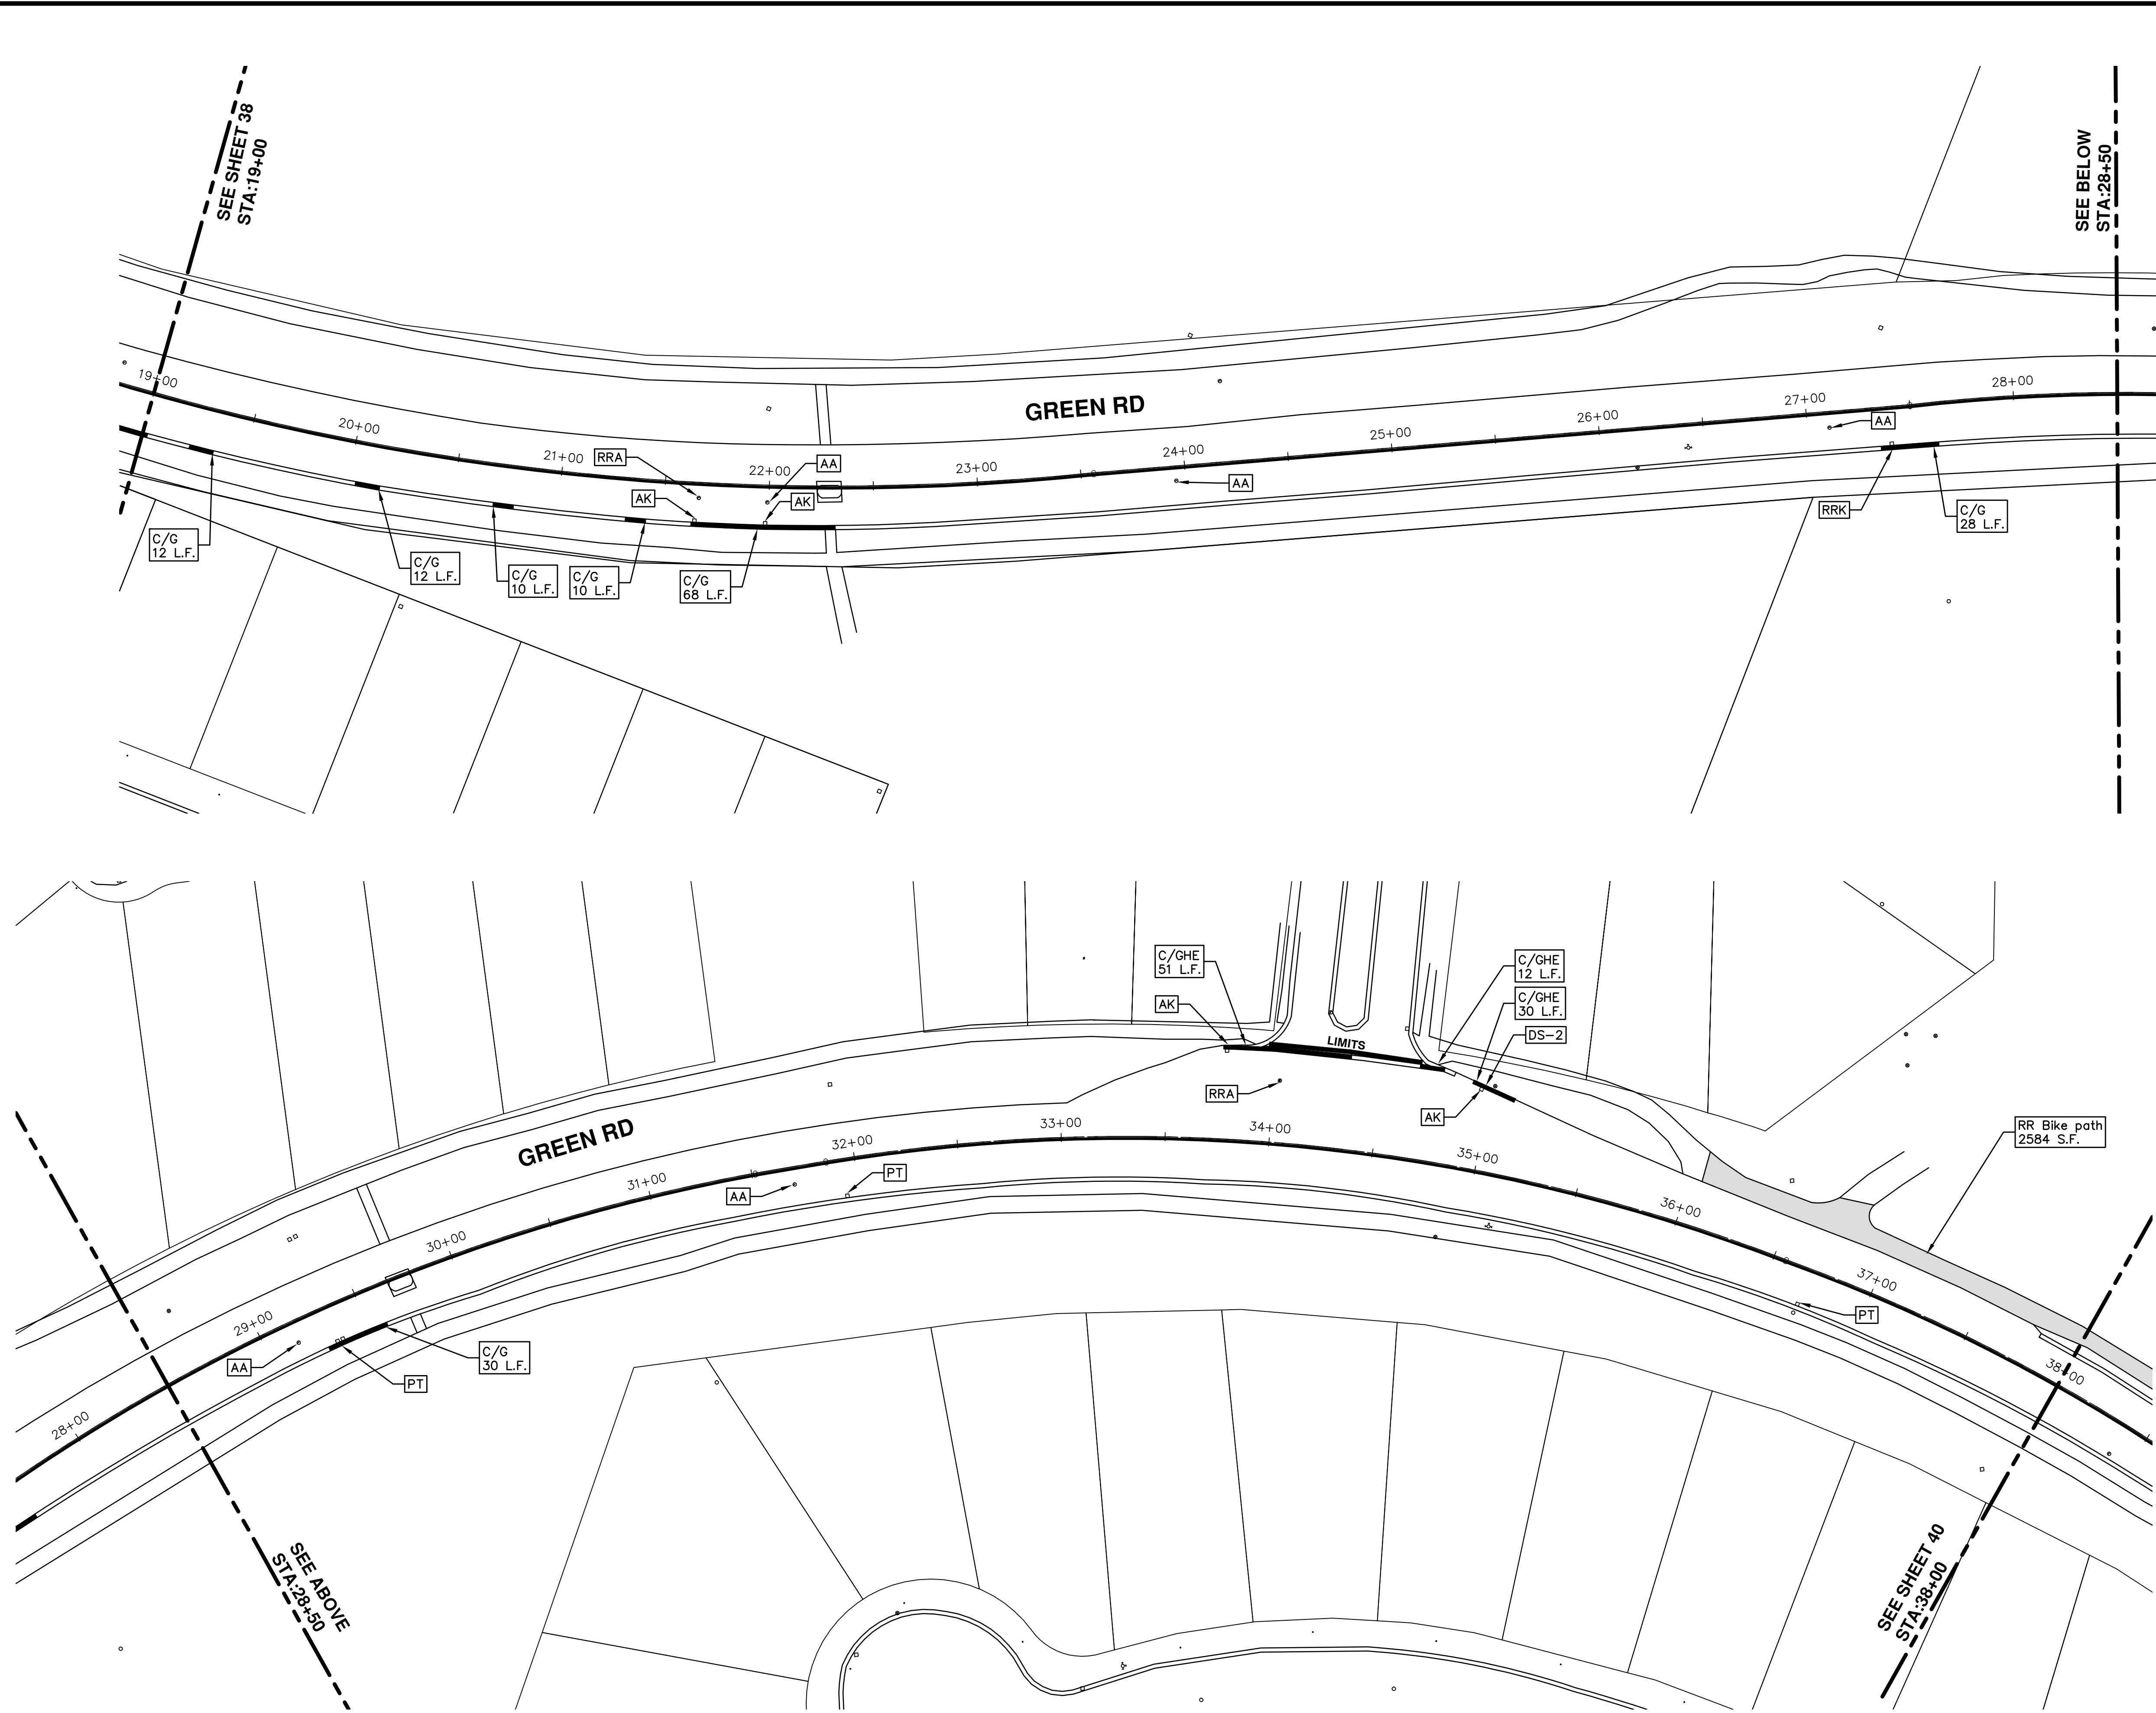 SEE SHEET 38
STA:19+00
SEE BELOW
STA:28+50
19+00
20+00
21+00
22+00
23+00
24+00
25+00
26+00
27+00
28+00
GREEN RD
RRA
AA
AK
AK
AA
AA
RRK
C/G
28 L.F.
C/G
12 L.F.
C/G
12 L.F.
C/G
10 L.F.
C/G
10 L.F.
C/G
68 L.F.
C/GHE
51 L.F.
C/GHE
12 L.F.
C/GHE
30 L.F.
DS-2
AK
LIMITS
RRA
AK
RR Bike path
2584 S.F.
GREEN RD
28+00
29+00
30+00
31+00
32+00
33+00
34+00
35+00
36+00
37+00
38+00
AA
PT
PT
AA
PT
C/G
30 L.F.
SEE ABOVE
STA:28+50
SEE SHEET 40
STA:38+00